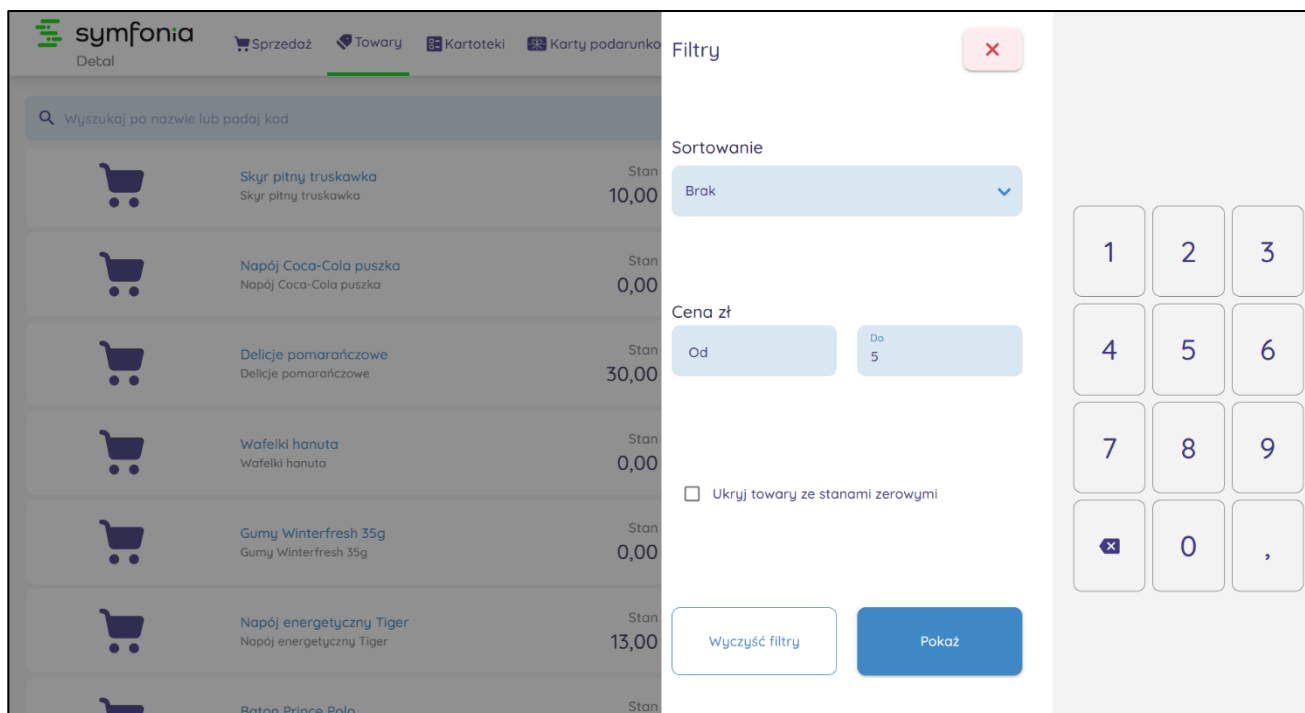 symfonia
Detal
Sprzedaż
Towary
Kartoteki
Karty podarunko
Wyszukaj po nazwie lub podaj kod
Skyr pitny truskawka
Skyr pitny truskawka
Stan
10,00
Napój Coca-Cola puszka
Napój Coca-Cola puszka
Stan
0,00
Delicje pomarańczowe
Delicje pomarańczowe
Stan
30,00
Wafelki hanuta
Wafelki hanuta
Stan
0,00
Gumy Winterfresh 35g
Gumy Winterfresh 35g
Stan
0,00
Napój energetyczny Tiger
Napój energetyczny Tiger
Stan
13,00
Baton Prince Polo
Stan
Filtry
Sortowanie
Brak
Cena zł
Od
Do
5
Ukryj towary ze stanami zerowymi
Wyczyść filtry
Pokaż
1 2 3
4 5 6
7 8 9
0 ,